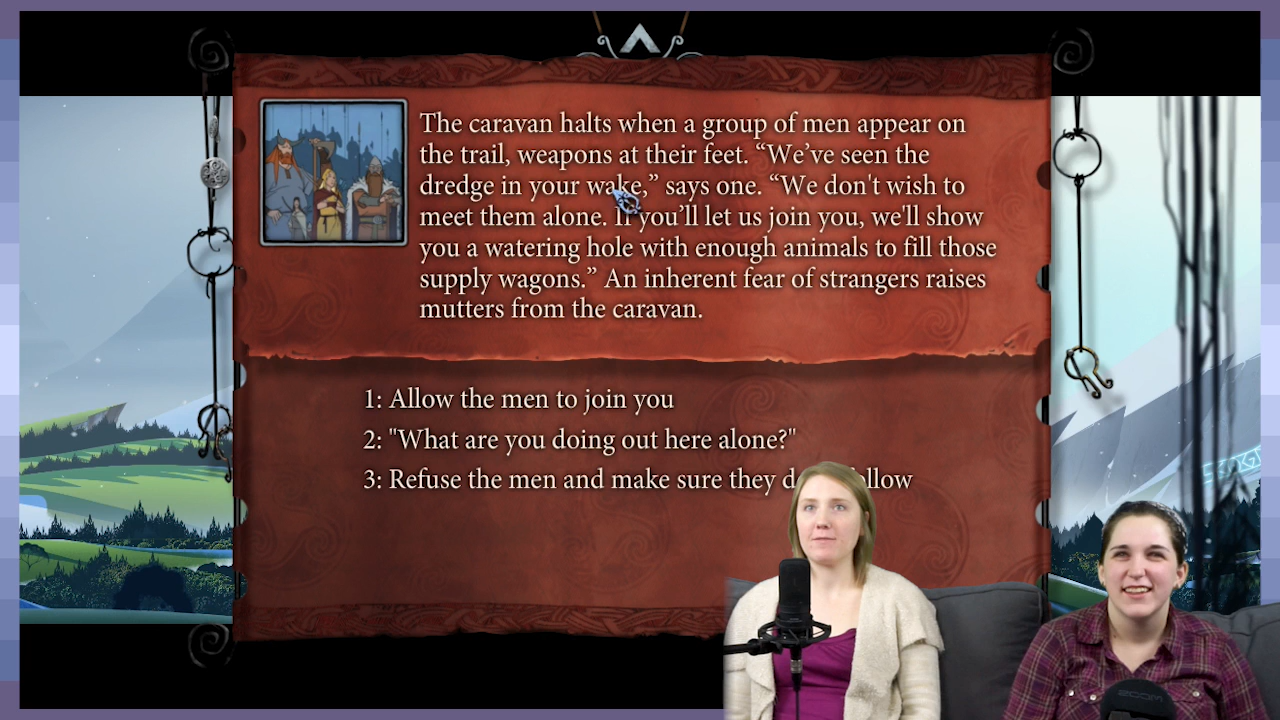 The caravan halts when a group of men appear on
the trail, weapons at their feet. “We’ve seen the
dredge in your wake,” says one. “We don't wish to
meet them alone. If you’ll let us join you, we'll show
you a watering hole with enough animals to fill those
supply wagons.” An inherent fear of strangers raises
mutters from the caravan.
1: Allow the men to join you
2: "What are you doing out here alone?"
3: Refuse the men and make sure they
zoom